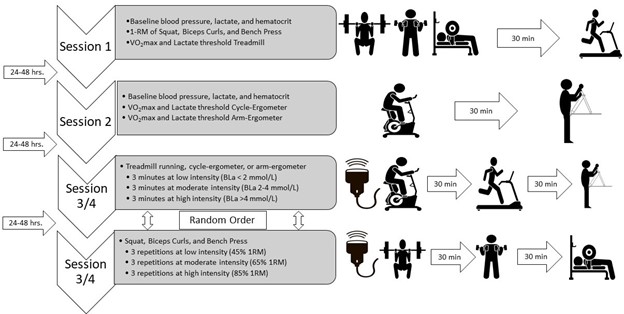 Session 1
•Baseline blood pressure, lactate, and hematocrit
•1-RM of Squat, Biceps Curls, and Bench Press
•VO2max and Lactate threshold Treadmill
30 min
24-48 hrs.
Session 2
• Baseline blood pressure, lactate, and hematocrit
• VO2max and Lactate threshold Cycle-Ergometer
• VO2max and Lactate threshold Arm-Ergometer
30 min
24-48 hrs.
Session
3/4
• Treadmill running, cycle-ergometer, or arm-ergometer
• 3 minutes at low intensity (BLa < 2 mmol/L)
• 3 minutes at moderate intensity (BLa 2-4 mmol/L)
• 3 minutes at high intensity (BLa >4 mmol/L)
30 min
30 min
24-48 hrs.
Random Order
Session
3/4
• Squat, Biceps Curls, and Bench Press
• 3 repetitions at low intensity (45% 1RM)
• 3 repetitions at moderate intensity (65% 1RM)
• 3 repetitions at high intensity (85% 1RM)
30 min
30 min